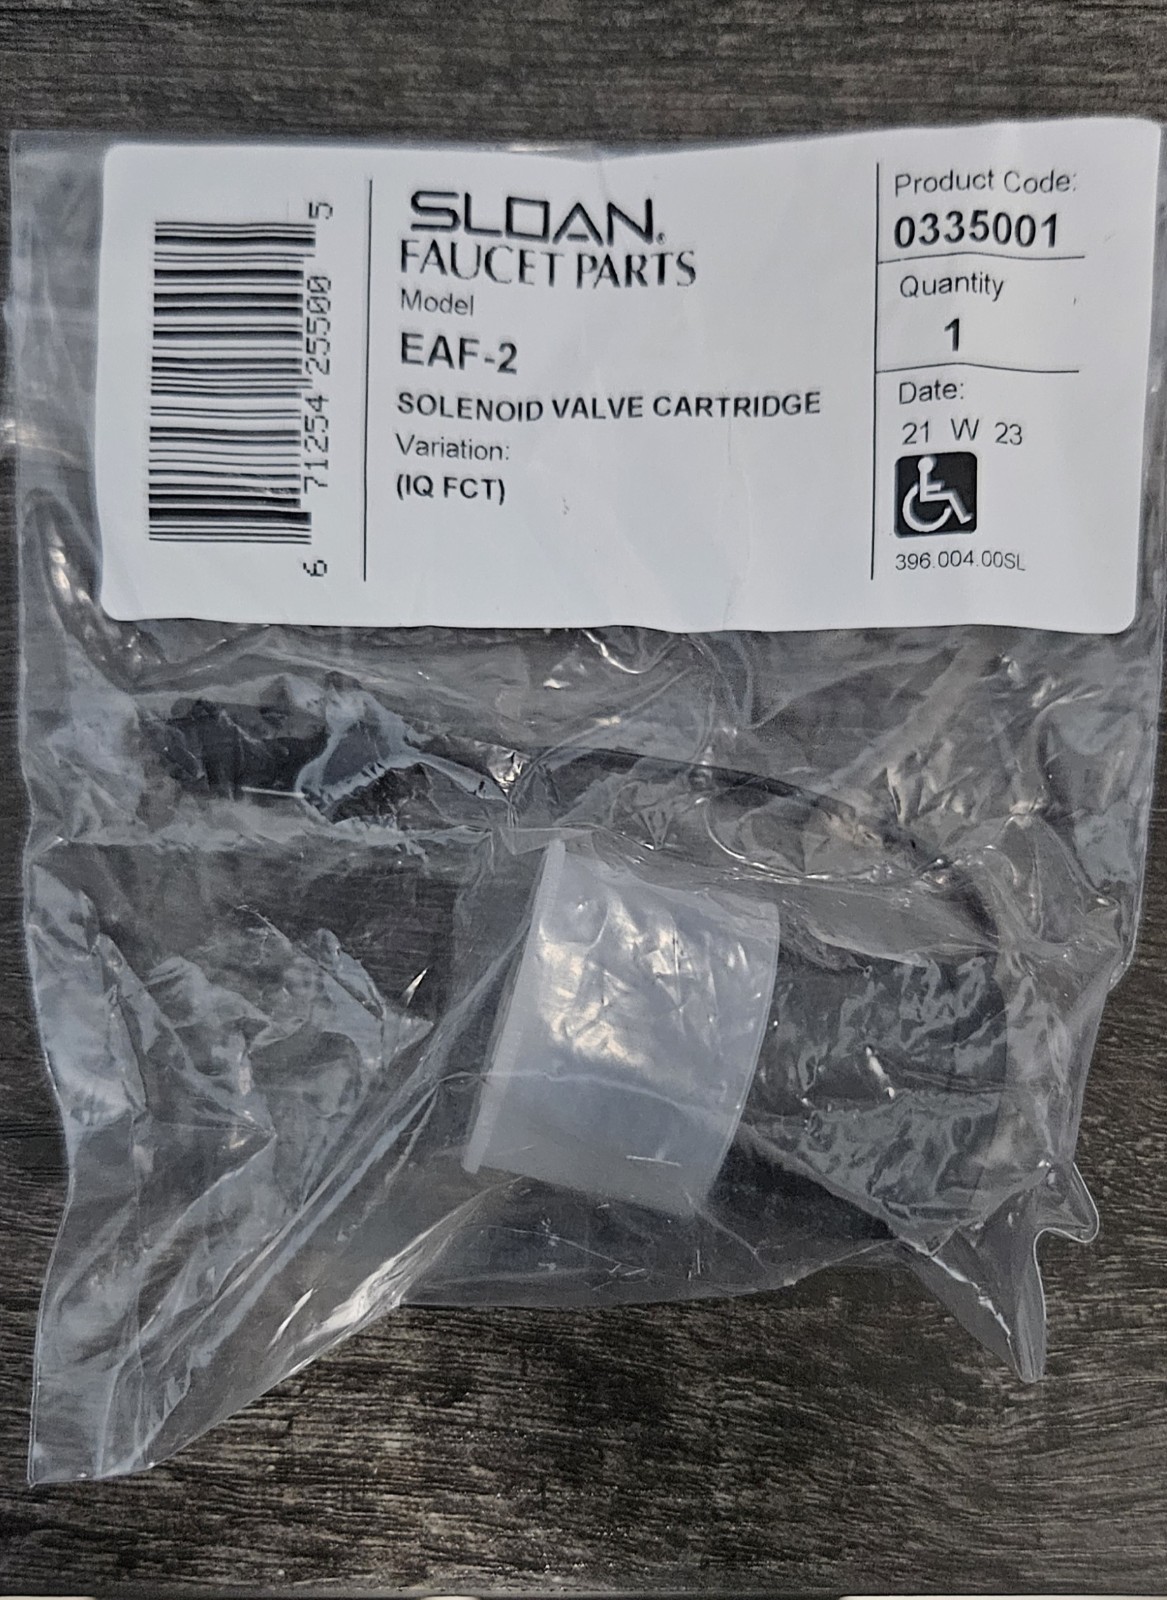 6 71254 25500 5
SLOAN®
FAUCET PARTS
Model
EAF-2
SOLENOID VALVE CARTRIDGE
Variation:
(IQ FCT)
Product Code:
0335001
Quantity
1
Date:
21 W 23
396.004.00SL